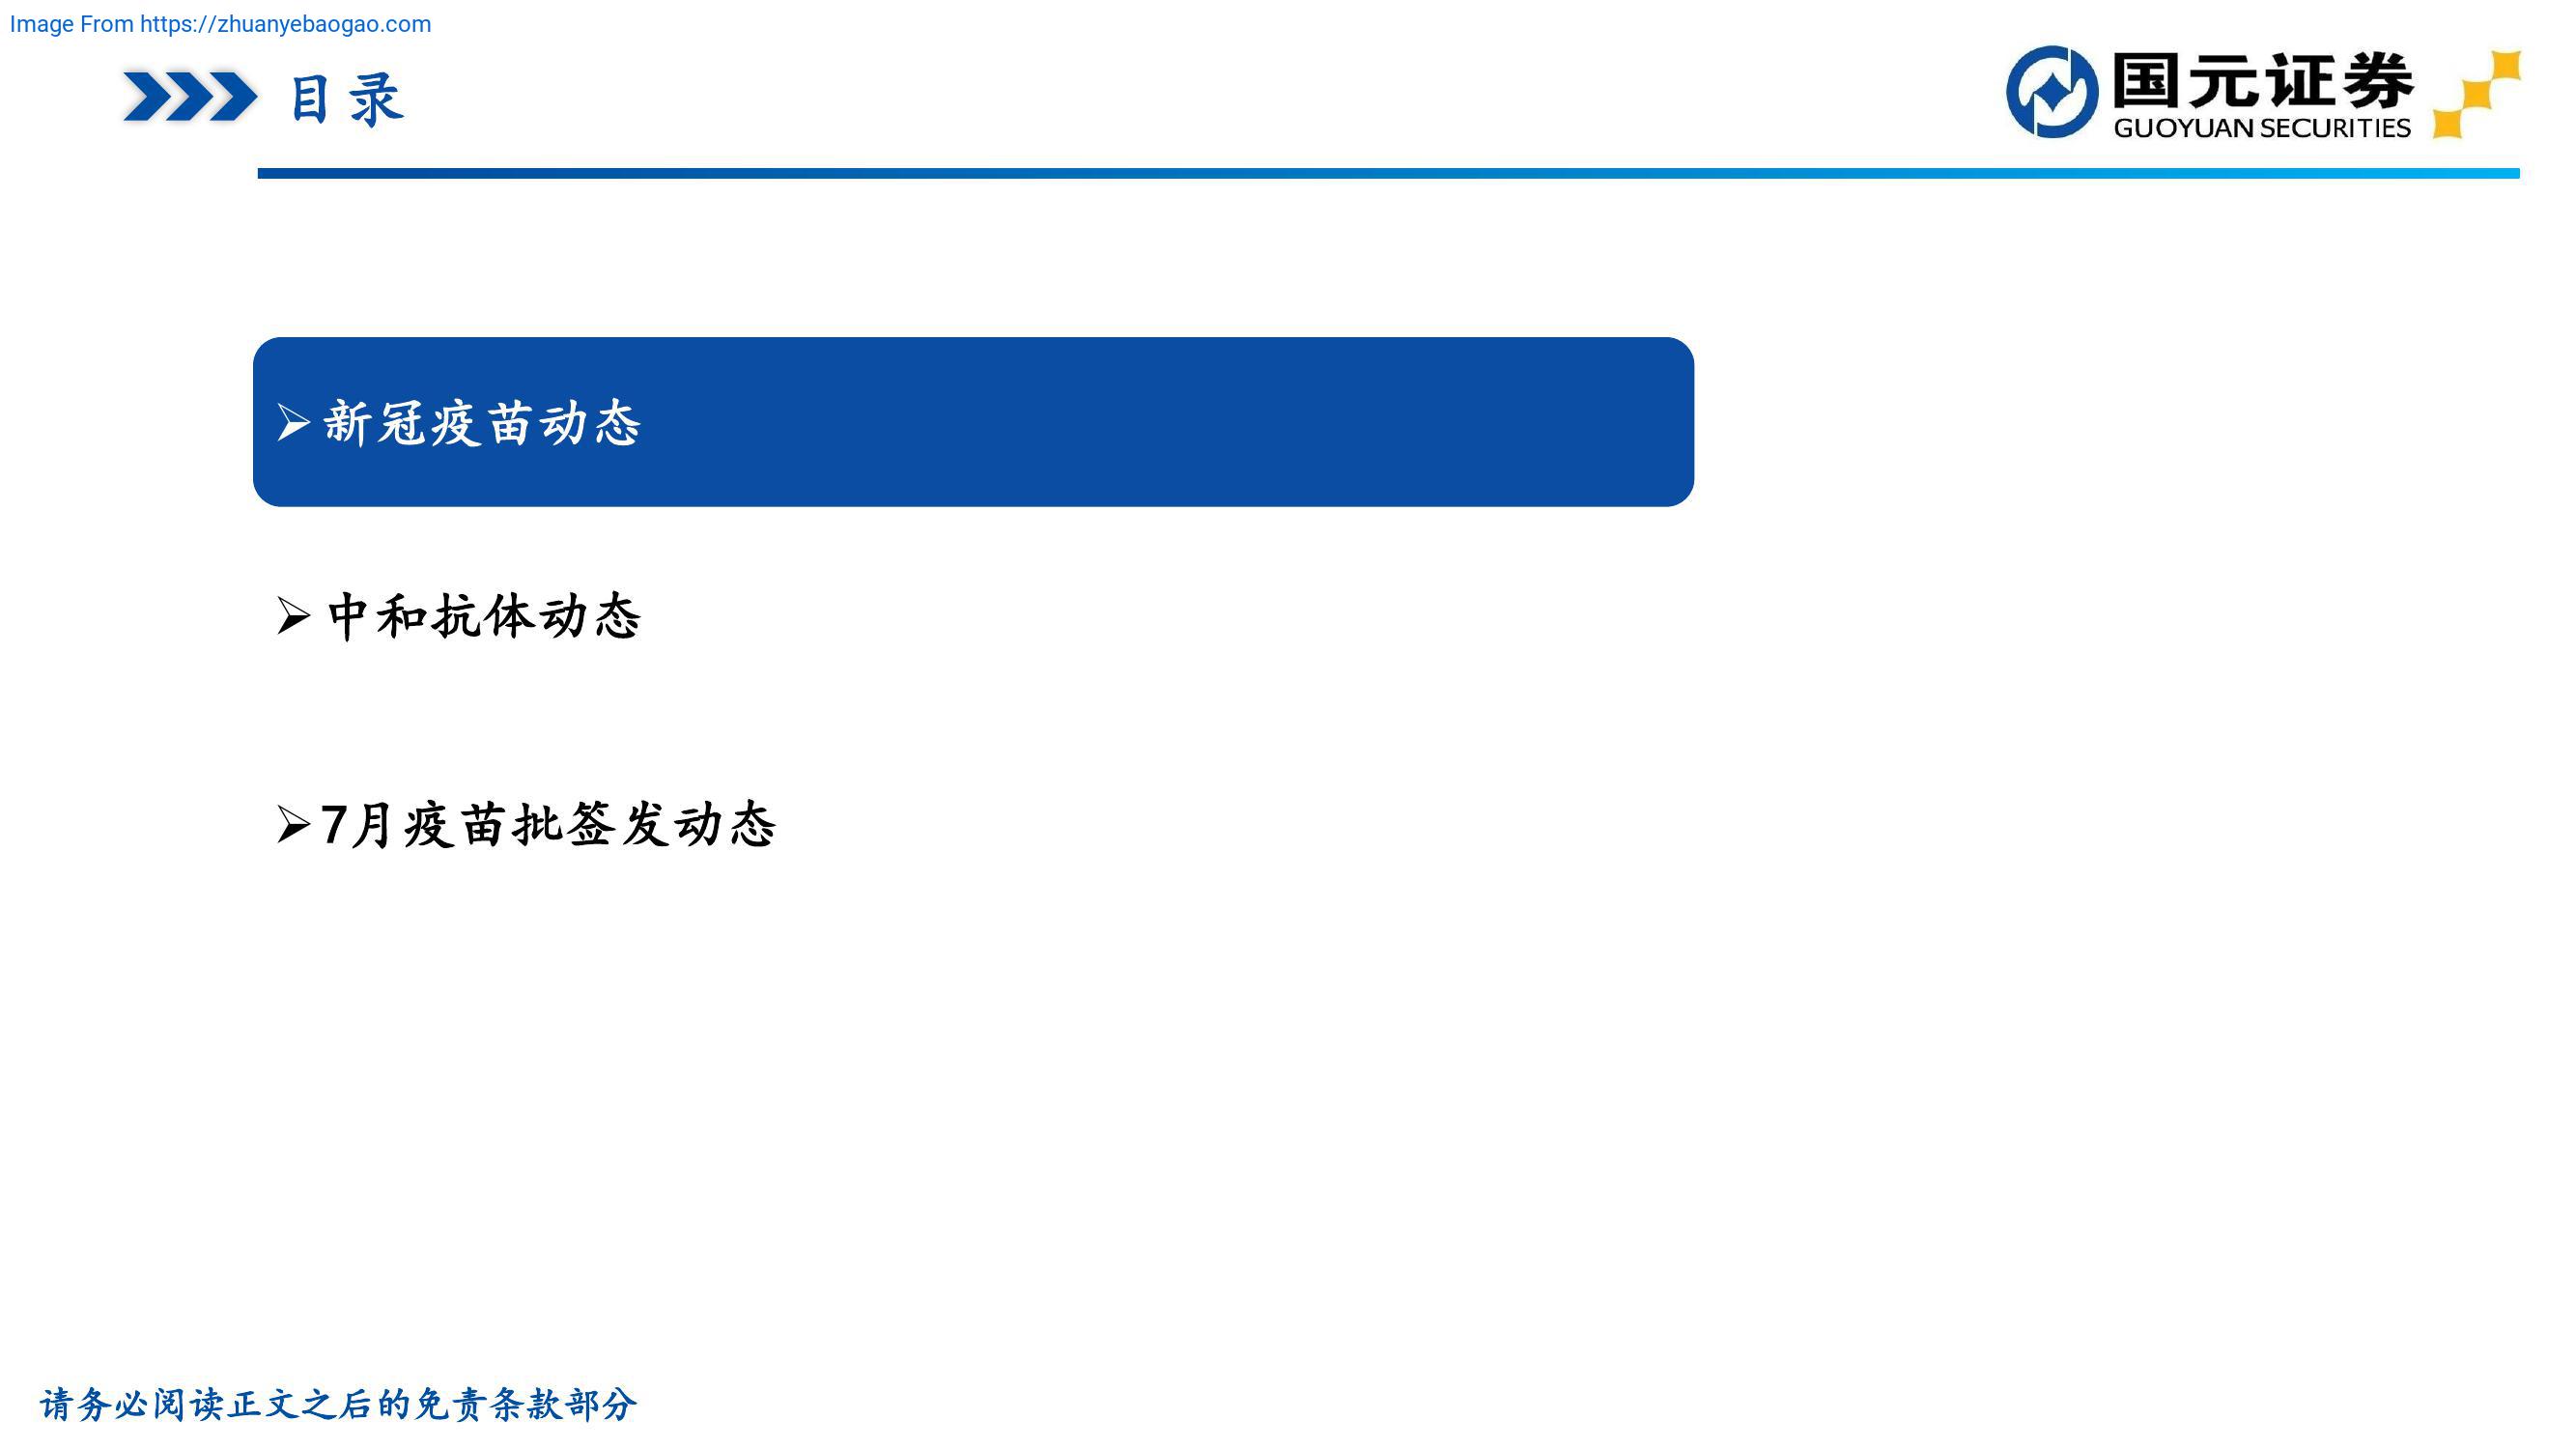 Image From https://zhuanyebaogao.com
目录
国元证券
GUOYUAN SECURITIES
➢新冠疫苗动态
➢中和抗体动态
➢7月疫苗批签发动态
请务必阅读正文之后的免责条款部分